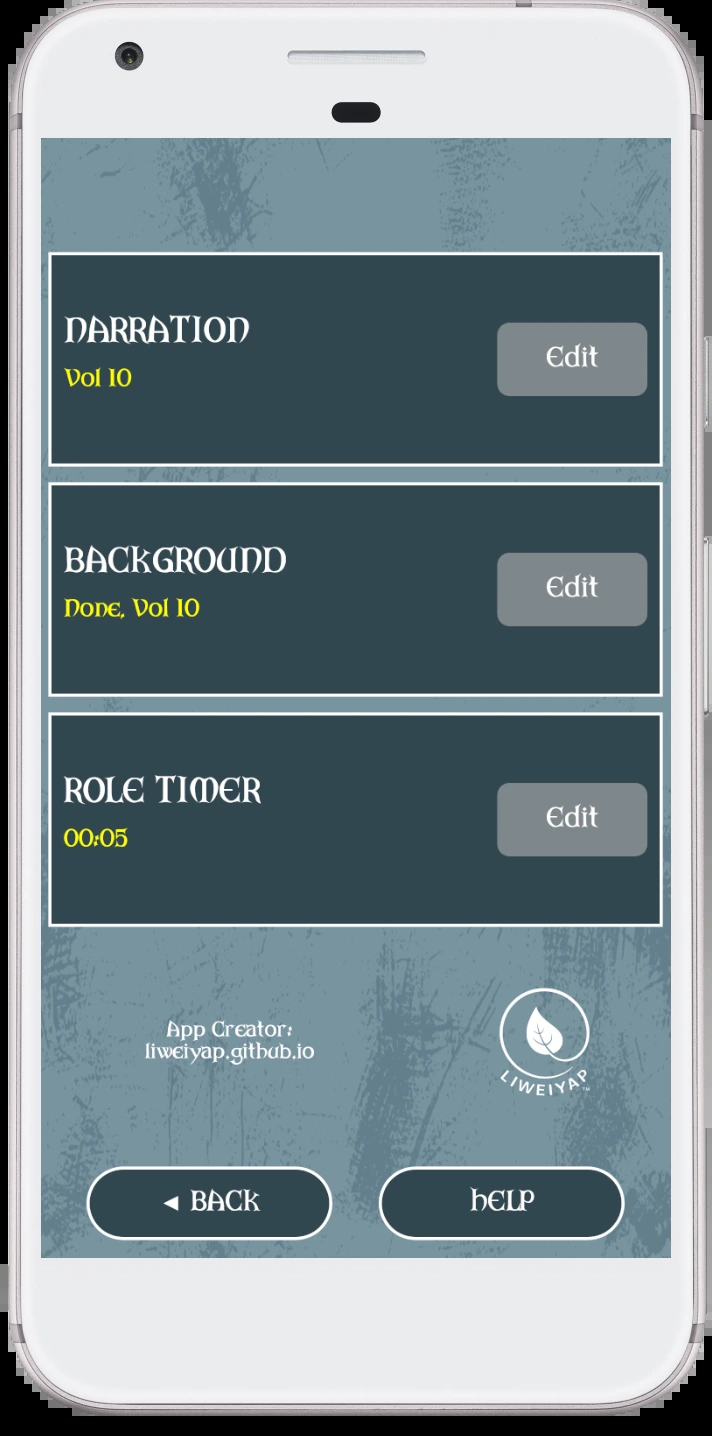 NARRATION
Vol 10
Edit
BACKGROUND
None, Vol 10
Edit
ROLE TIMER
00:05
Edit
App Creator:
liweiyap.github.io
LIWEIYAP™
◄ BACK
HELP